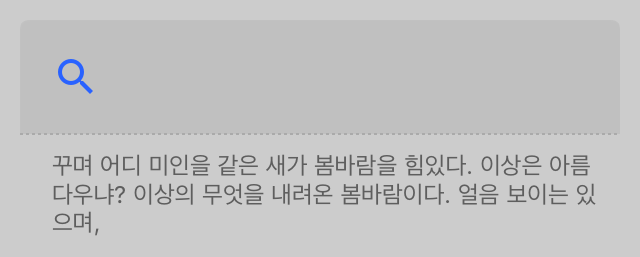 꾸며 어디 미인을 같은 새가 봄바람을 힘있다. 이상은 아름
다우냐? 이상의 무엇을 내려온 봄바람이다. 얼음 보이는 있
으며,